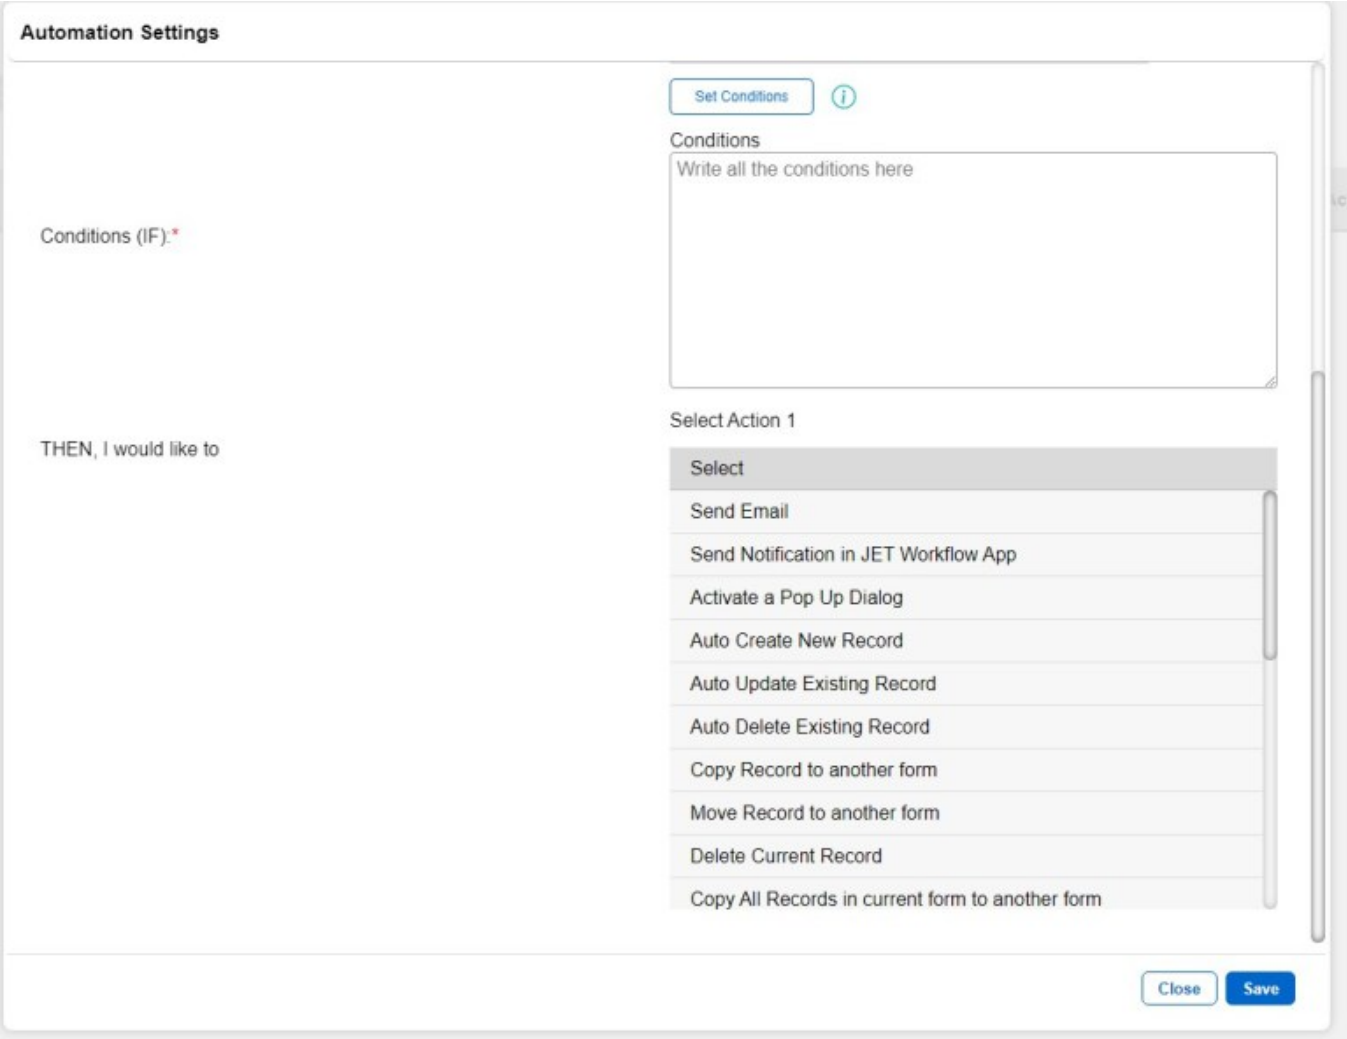 Automation Settings
Set Conditions
Conditions
Write all the conditions here
Conditions (IF):*
Select Action 1
THEN, I would like to
Select
Send Email
Send Notification in JET Workflow App
Activate a Pop Up Dialog
Auto Create New Record
Auto Update Existing Record
Auto Delete Existing Record
Copy Record to another form
Move Record to another form
Delete Current Record
Copy All Records in current form to another form
Close Save